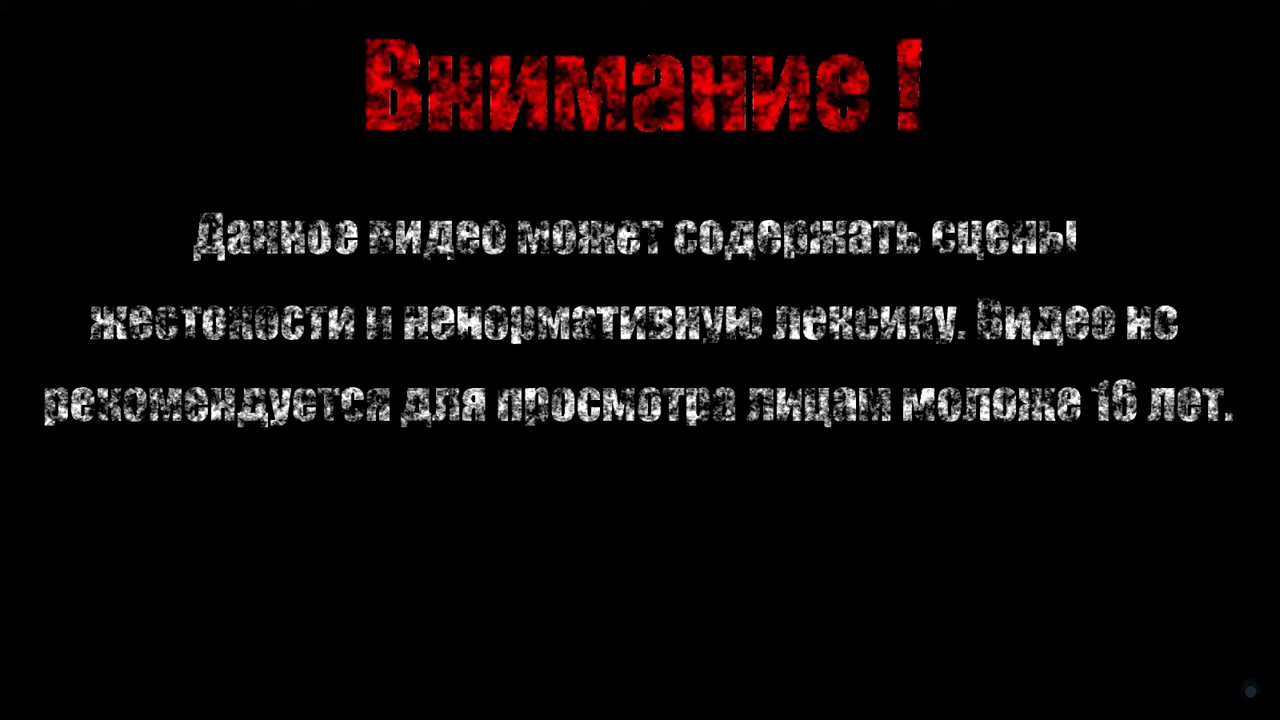 Внимание !
Данное видео может содержать сцены
жестокости и ненормативную лексику. Видео не
рекомендуется для просмотра лицам моложе 16 лет.